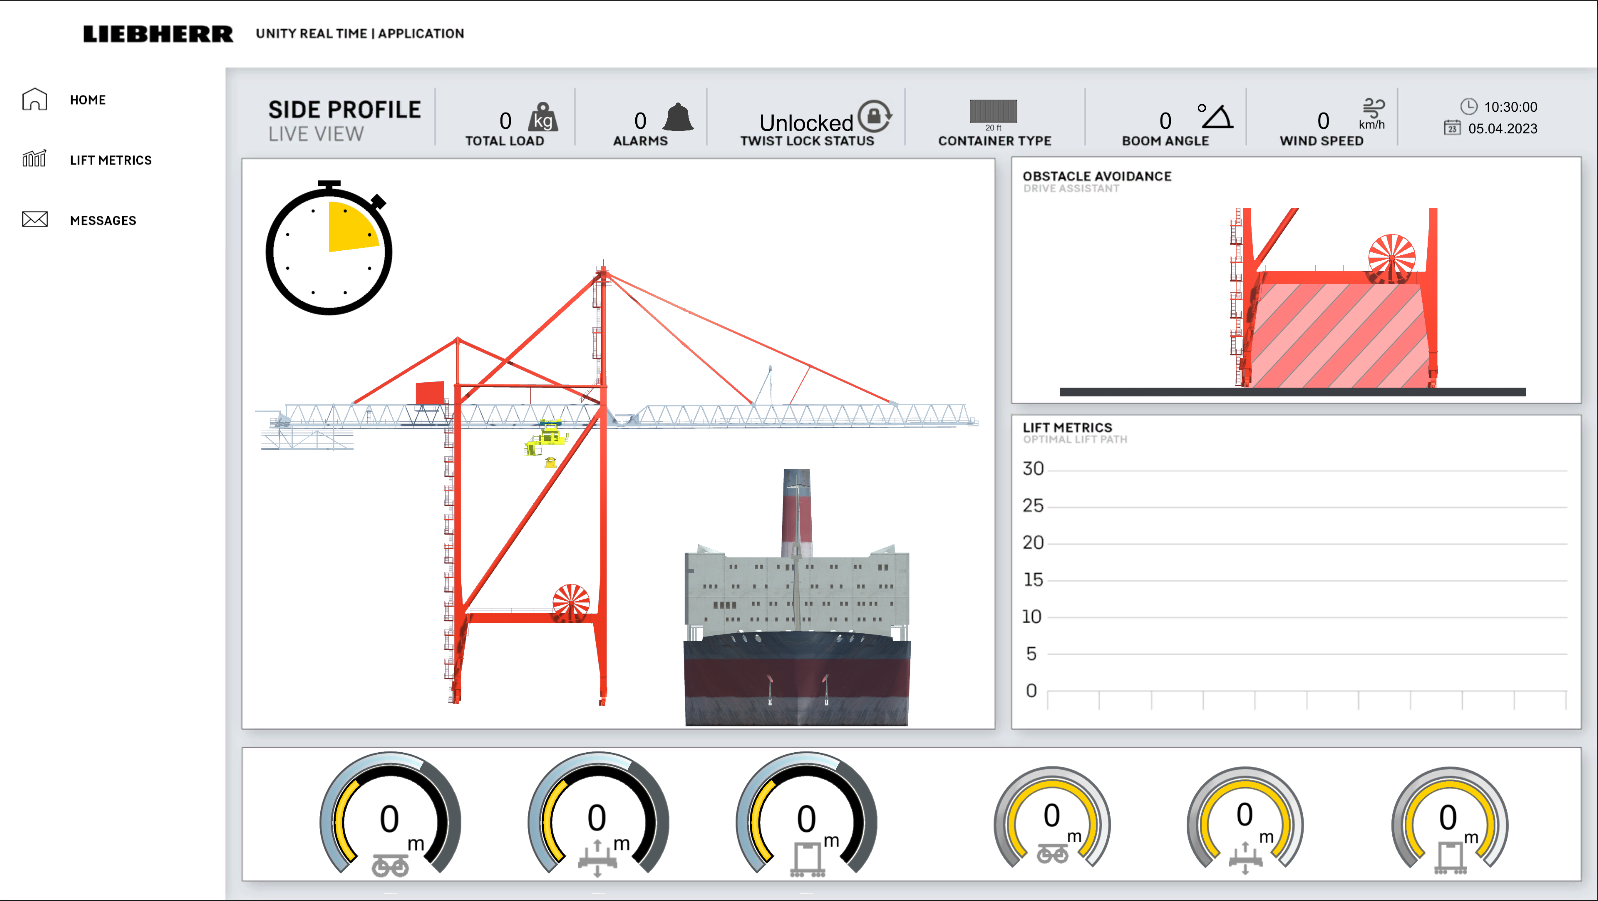 LIEBHERR
UNITY REAL TIME | APPLICATION
HOME
LIFT METRICS
MESSAGES
SIDE PROFILE
LIVE VIEW
0
kg
TOTAL LOAD
0
ALARMS
Unlocked
TWIST LOCK STATUS
20 ft
CONTAINER TYPE
0
BOOM ANGLE
0
km/h
WIND SPEED
10:30:00
23
05.04.2023
OBSTACLE AVOIDANCE
DRIVE ASSISTANT
LIFT METRICS
OPTIMAL LIFT PATH
30
25
20
15
10
5
0
0 m
0 m
0 m
0 m
0 m
0 m